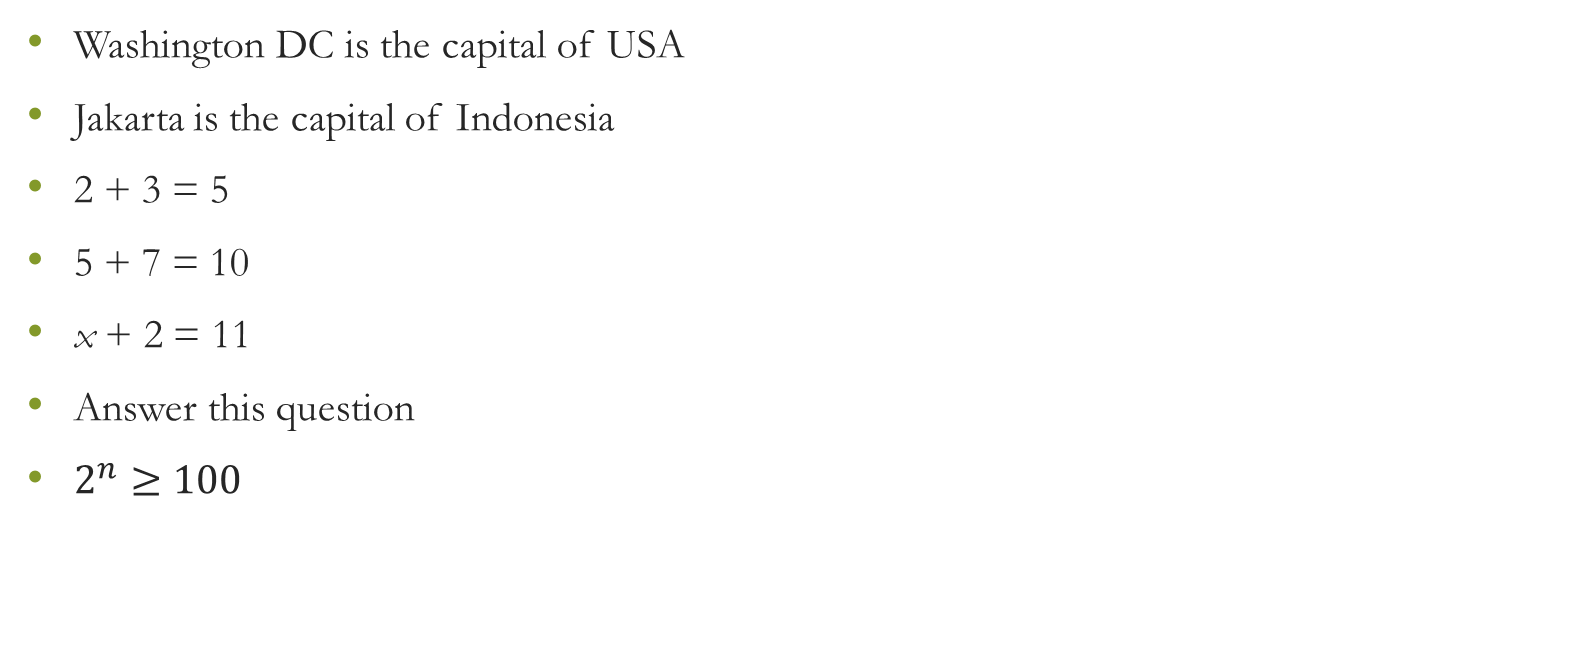 • Washington DC is the capital of USA
• Jakarta is the capital of Indonesia
• 2 + 3 = 5
• 5 + 7 = 10
• x + 2 = 11
• Answer this question
• 2ⁿ ≥ 100